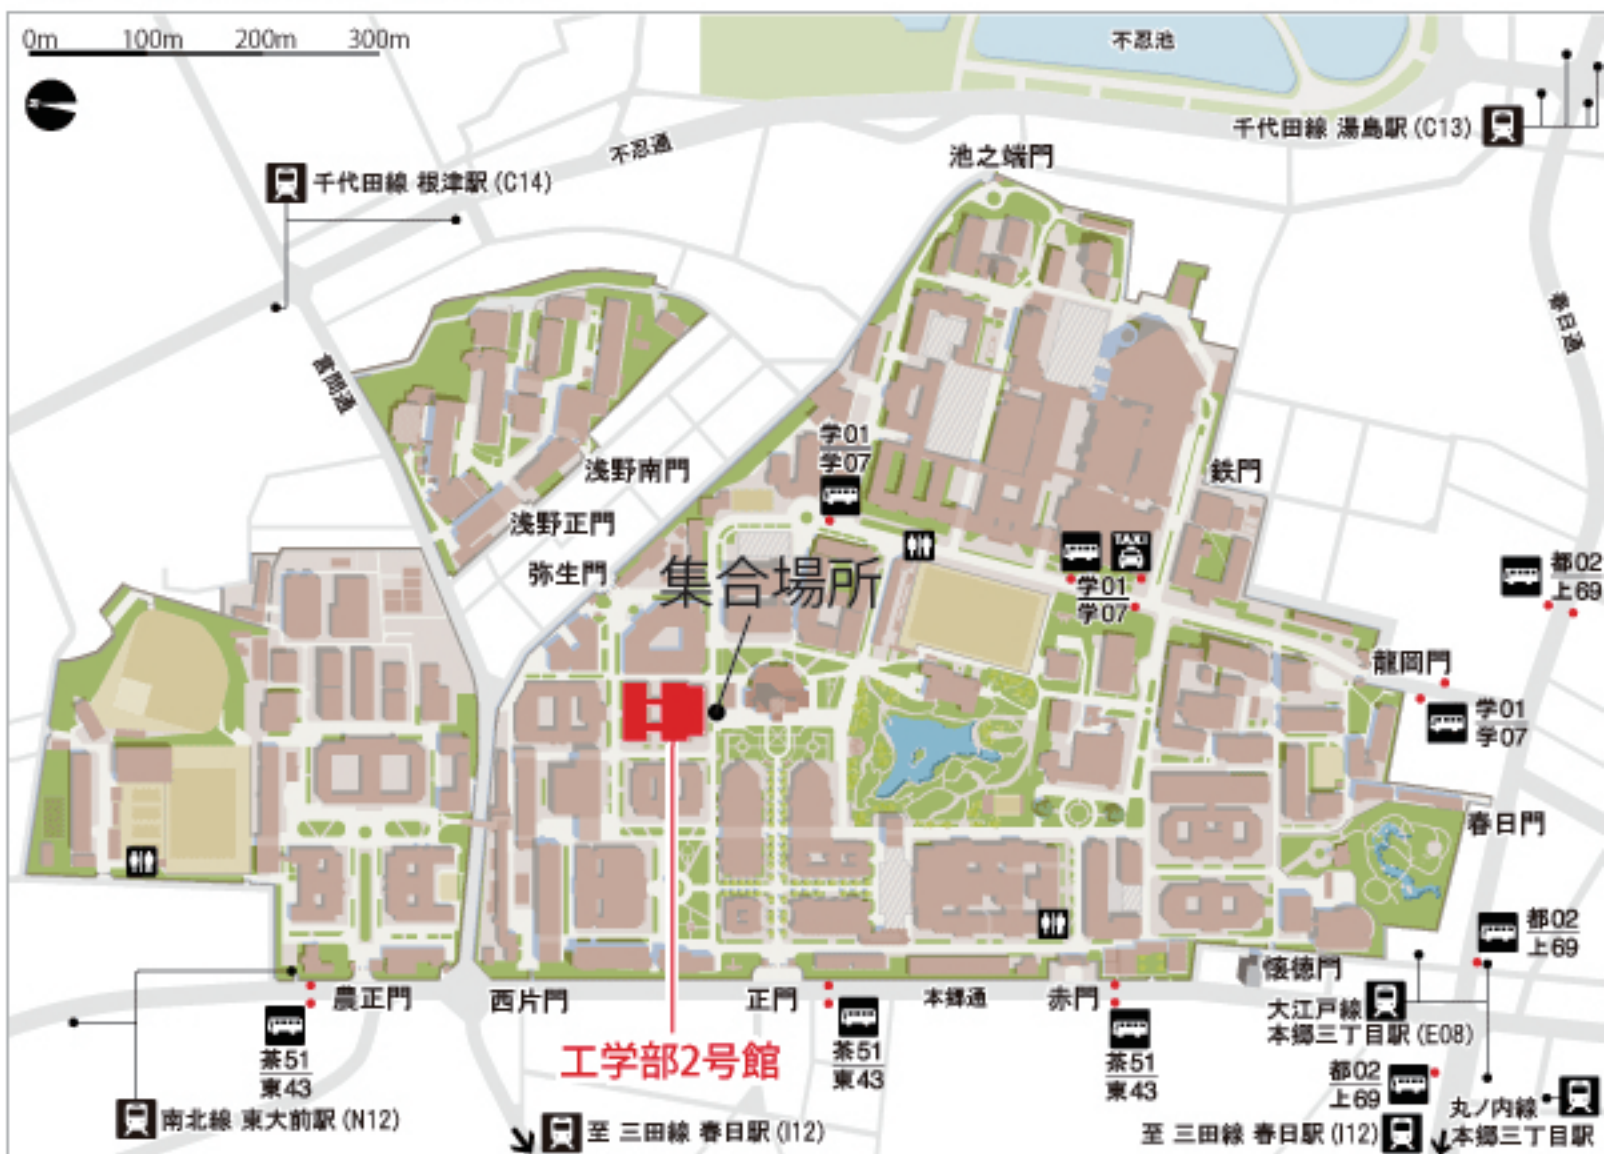 0m 100m 200m 300m
不忍池
千代田線 湯島駅 (C13)
不忍通
池之端門
千代田線 根津駅 (C14)
春日通
言問通
学01
学07
浅野南門
鉄門
浅野正門
弥生門
集合場所
TAXI
学01
学07
都02
上69
龍岡門
学01
学07
春日門
都02
上69
懐徳門
農正門
西片門
正門
本郷通
赤門
大江戸線
本郷三丁目駅 (E08)
茶51
東43
工学部2号館
茶51
東43
茶51
東43
都02
上69
丸ノ内線
本郷三丁目駅
南北線 東大前駅 (N12)
至 三田線 春日駅 (I12)
至 三田線 春日駅 (I12)